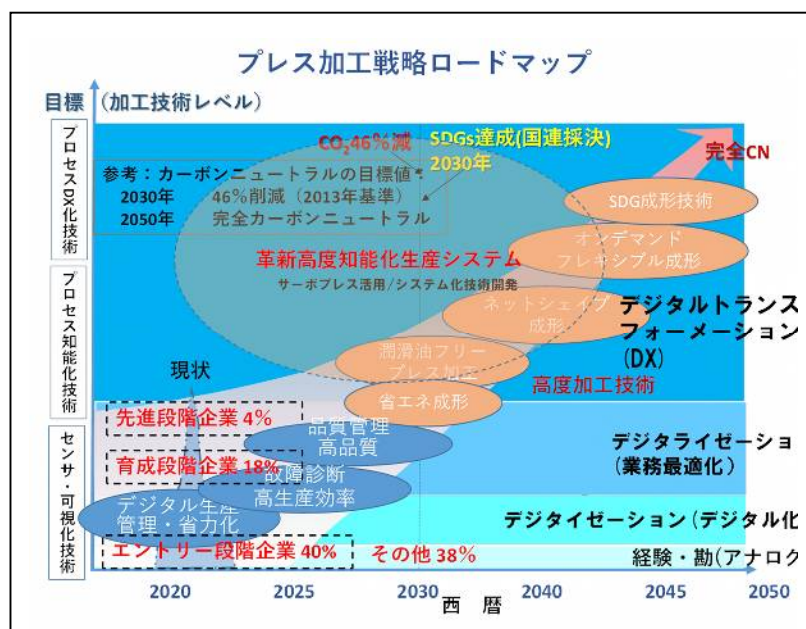 プレス加工戦略ロードマップ
目標 (加工技術レベル)
プロセスDX化技術
プロセス知能化技術
センサ・可視化技術
CO₂46%減
SDGs達成(国連採決)
2030年
完全CN
参考：カーボンニュートラルの目標値：
2030年 46%削減（2013年基準）
2050年 完全カーボンニュートラル
SDG成形技術
オンデマンド
フレキシブル成形
革新高度知能化生産システム
サーボプレス活用/システム化技術開発
ネットシェイプ
成形
デジタルトランス
フォーメーション
(DX)
潤滑油フリー
プレス加工
現状
高度加工技術
省エネ成形
先進段階企業 4%
品質管理
高品質
デジタライゼーショ
(業務最適化)
育成段階企業 18%
故障診断
高生産効率
デジタル生産
管理・省力化
デジタイゼーション(デジタル化
エントリー段階企業 40%
その他 38%
経験・勘(アナログ
2020 2025 2030 2040 2045 2050
西 暦